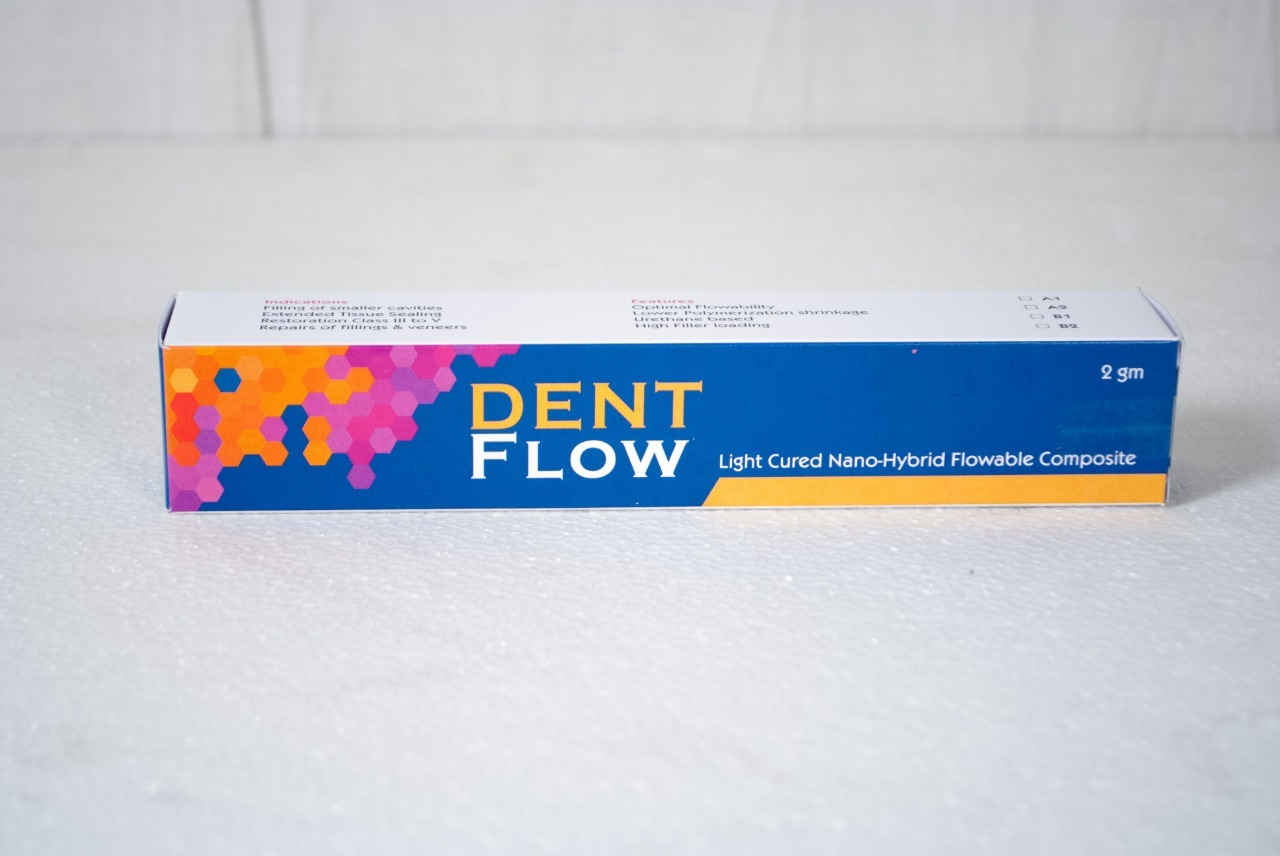 Indications
Filling of smaller cavities
Extended Tissue Sealing
Restoration Class III to V
Repairs of fillings & veneers
Features
Optimal Flowability
Lower Polymerization shrinkage
Urethane based
High Filler loading
A1
A2
B1
B2
2 gm
DENT
FLOW
Light Cured Nano-Hybrid Flowable Composite